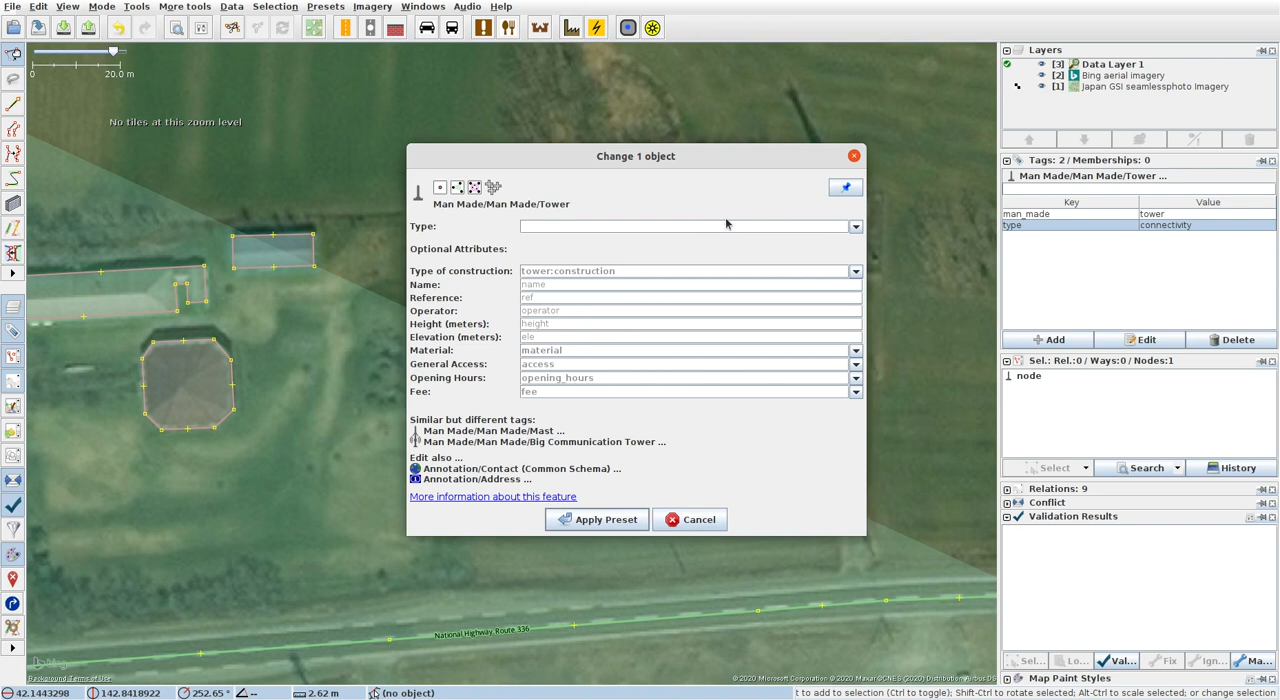 File Edit View Mode Tools More tools Data Selection Presets Imagery Windows Audio Help
0 20.0 m
No tiles at this zoom level
Change 1 object
Man Made/Man Made/Tower
Type:
Optional Attributes:
Type of construction: tower:construction
Name: name
Reference: ref
Operator: operator
Height (meters): height
Elevation (meters): ele
Material: material
General Access: access
Opening Hours: opening_hours
Fee: fee
Similar but different tags:
Man Made/Man Made/Mast ...
Man Made/Man Made/Big Communication Tower ...
Edit also ...
Annotation/Contact (Common Schema) ...
Annotation/Address ...
More information about this feature
Apply Preset Cancel
National Highway Route 336
bing
Background Terms of Use
© 2020 Microsoft Corporation © 2020 Maxar ©CNES (2020) Distribution Airbus DS
Layers
[3] Data Layer 1
[2] Bing aerial imagery
[1] Japan GSI seamlessphoto Imagery
Tags: 2 / Memberships: 0
Man Made/Man Made/Tower ...
Key Value
man_made tower
type connectivity
Add Edit Delete
Sel.: Rel.:0 / Ways:0 / Nodes:1
node
Select Search History
Relations: 9
Conflict
Validation Results
Sel... Lo... Val... Fix Ign... Ma...
Map Paint Styles
42.1443298 142.8418922 252.65 ° -- 2.62 m (no object) t to add to selection (Ctrl to toggle); Shift-Ctrl to rotate selected; Alt-Ctrl to scale selected; or change selection